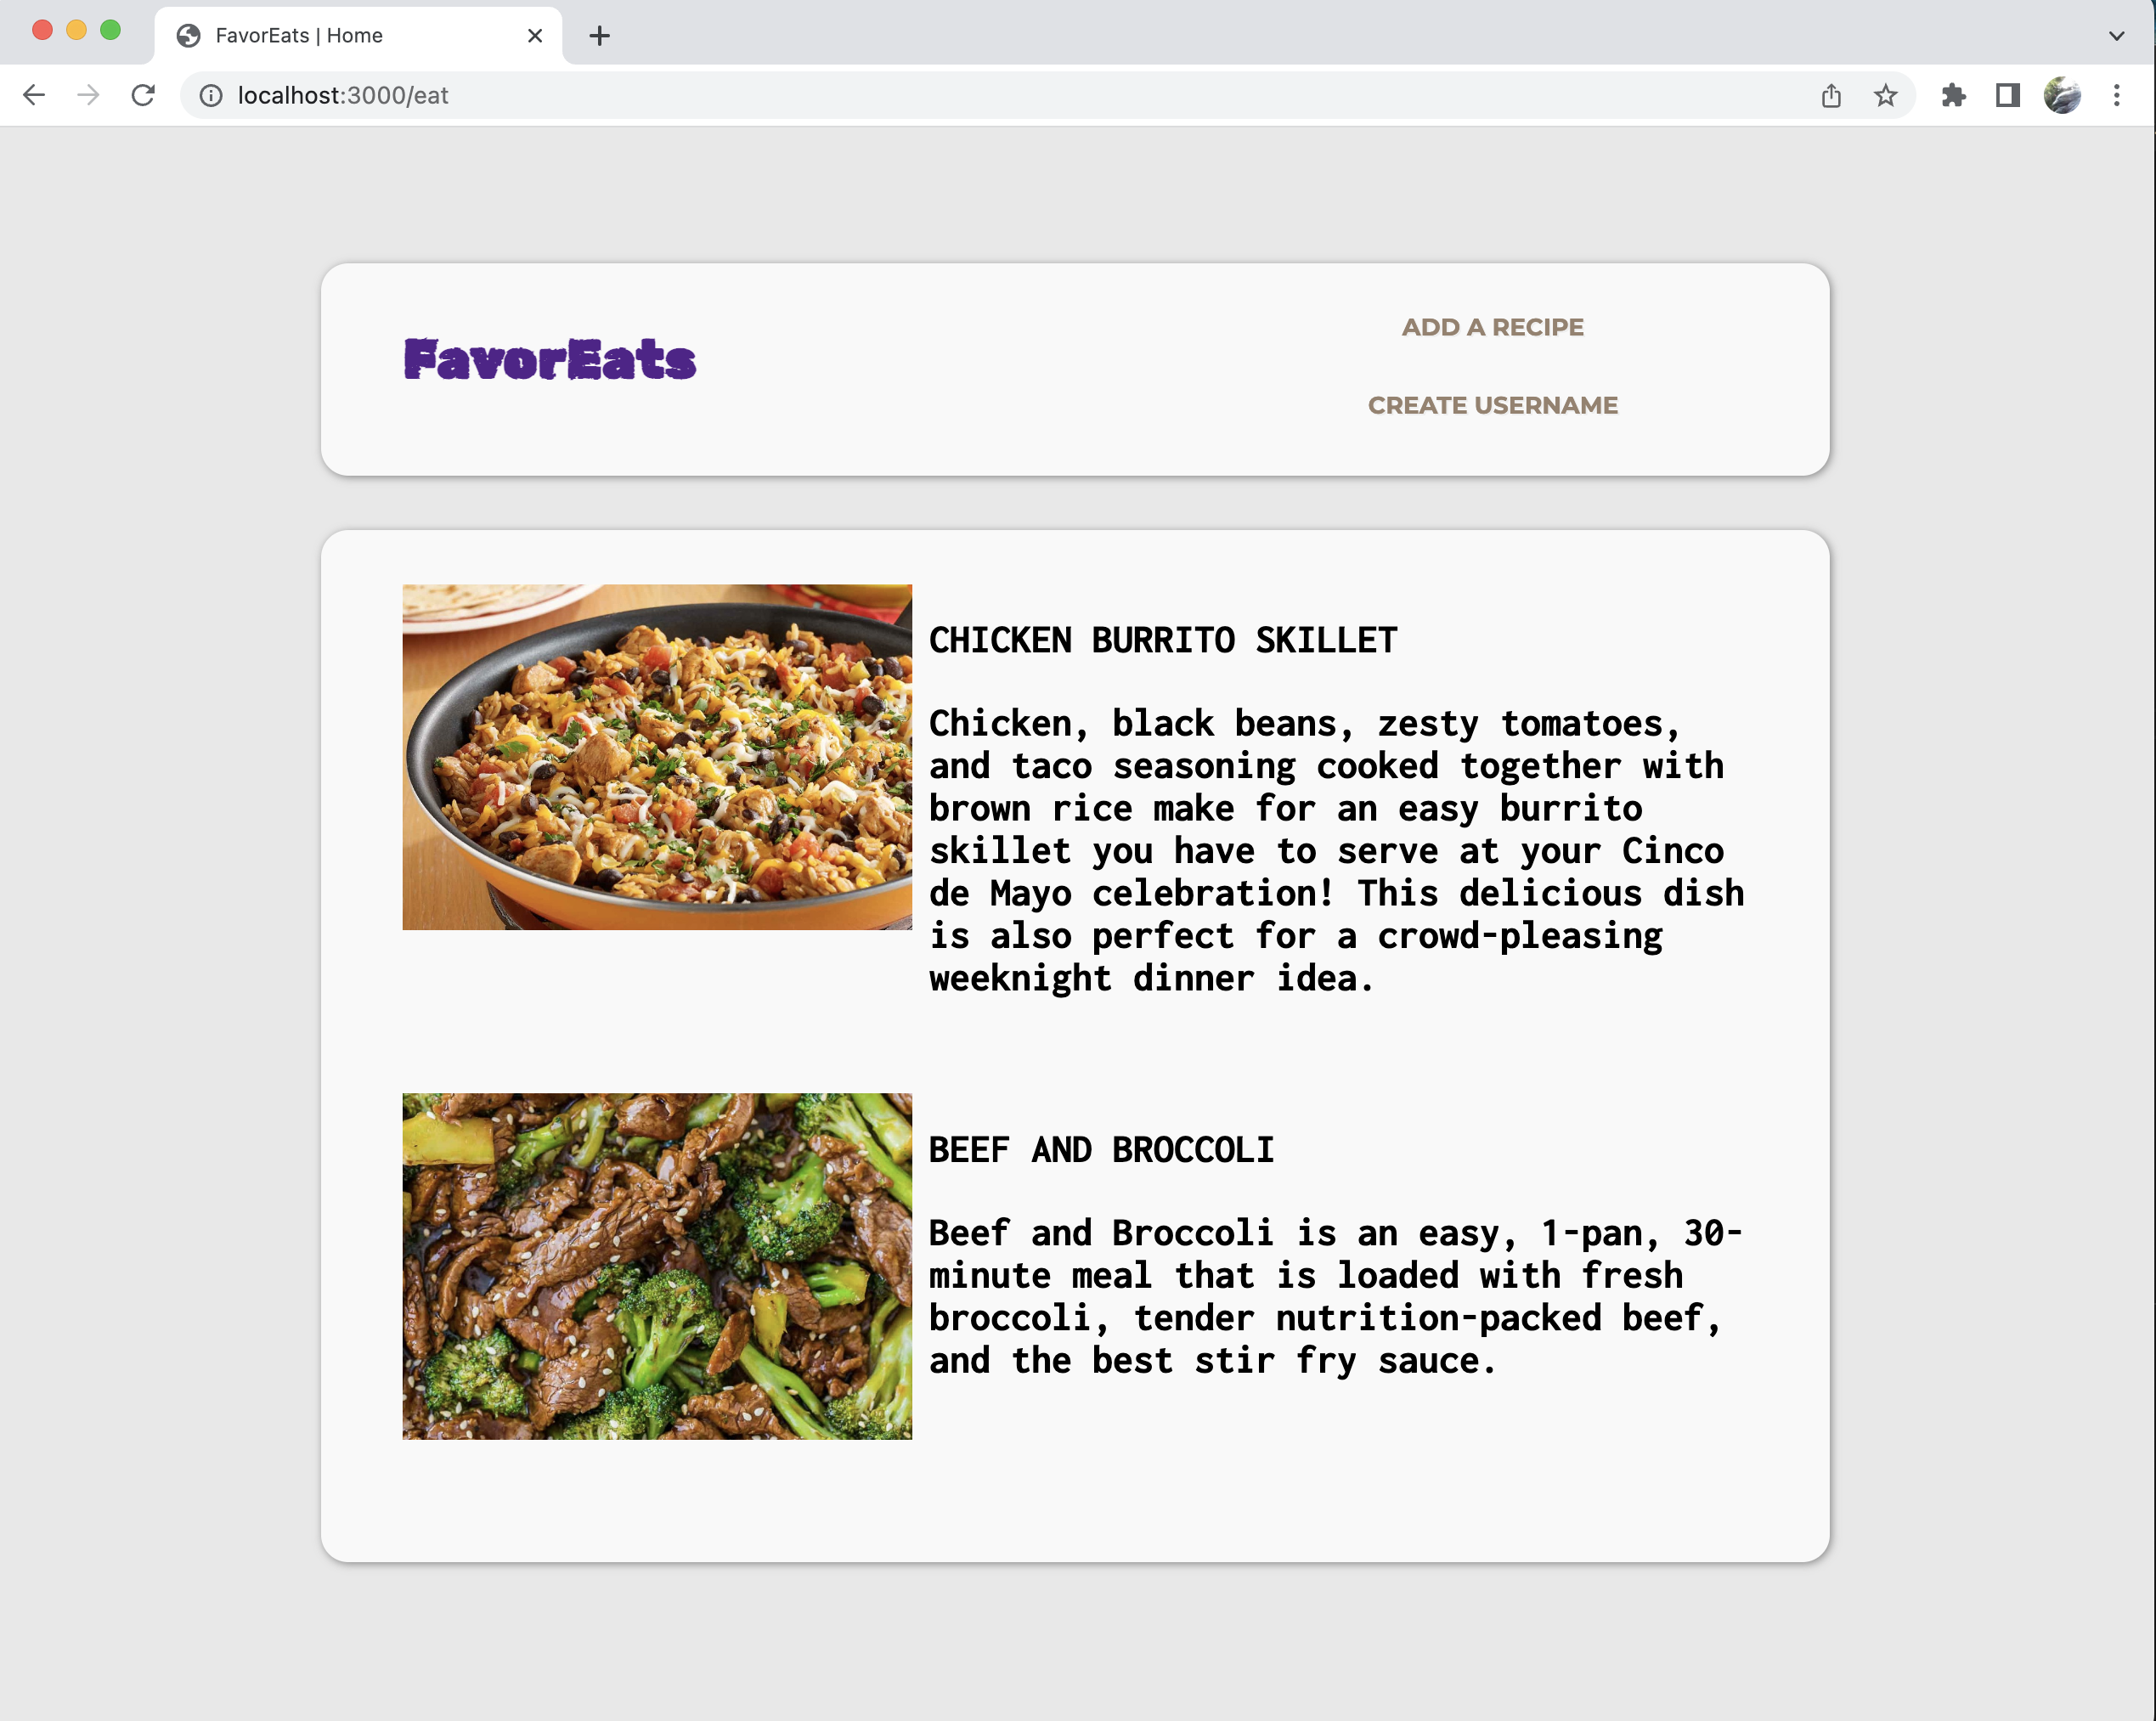 FavorEats | Home
localhost:3000/eat
FavorEats
ADD A RECIPE
CREATE USERNAME
CHICKEN BURRITO SKILLET
Chicken, black beans, zesty tomatoes,
and taco seasoning cooked together with
brown rice make for an easy burrito
skillet you have to serve at your Cinco
de Mayo celebration! This delicious dish
is also perfect for a crowd-pleasing
weeknight dinner idea.
BEEF AND BROCCOLI
Beef and Broccoli is an easy, 1-pan, 30-
minute meal that is loaded with fresh
broccoli, tender nutrition-packed beef,
and the best stir fry sauce.